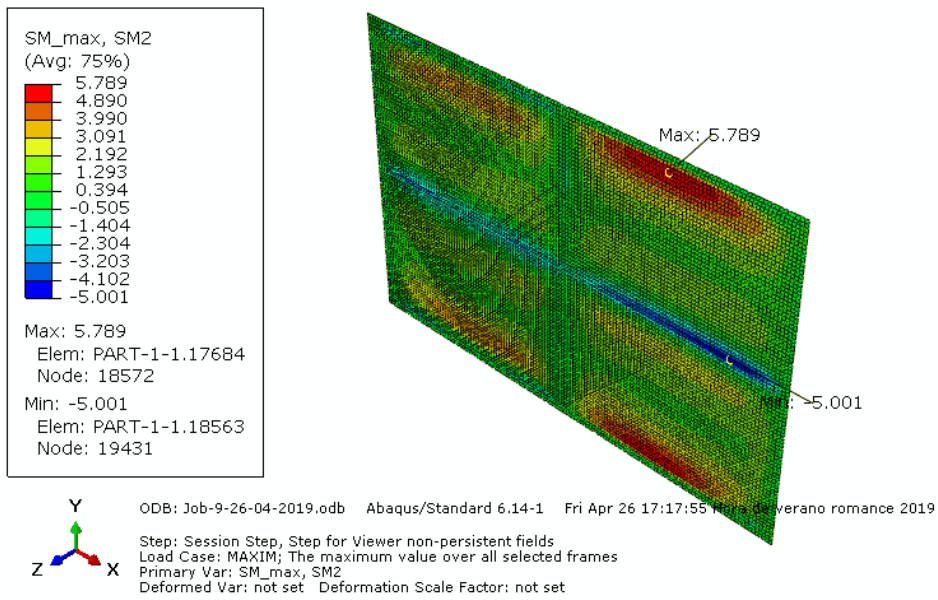 SM_max, SM2
(Avg: 75%)
5.789
4.890
3.990
3.091
2.192
1.293
0.394
-0.505
-1.404
-2.304
-3.203
-4.102
-5.001
Max: 5.789
Elem: PART-1-1.17684
Node: 18572
Min: -5.001
Elem: PART-1-1.18563
Node: 19431
Max: 5.789
Min: -5.001
Y
Z
X
ODB: Job-9-26-04-2019.odb Abaqus/Standard 6.14-1 Fri Apr 26 17:17:55 Hora de verano romance 2019
Step: Session Step, Step for Viewer non-persistent fields
Load Case: MAXIM; The maximum value over all selected frames
Primary Var: SM_max, SM2
Deformed Var: not set Deformation Scale Factor: not set